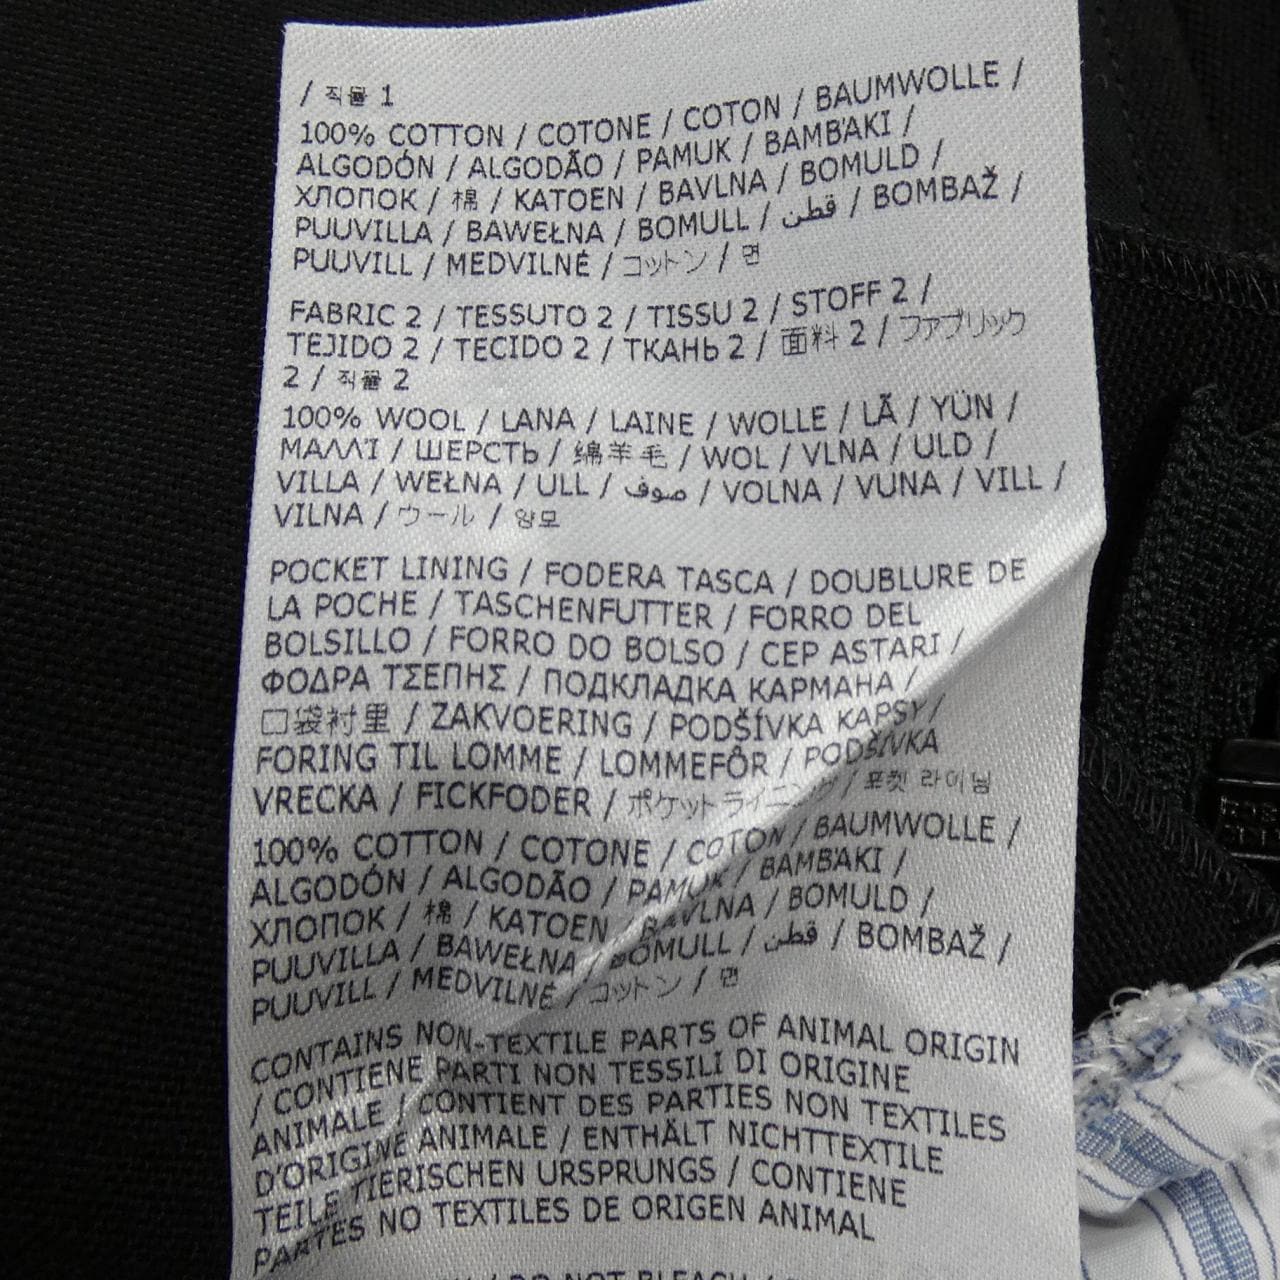 / 직물 1
100% COTTON / COTONE / COTON / BAUMWOLLE /
ALGODÓN / ALGODÃO / PAMUK / BAMBΆKI /
ХЛОПОК / 棉 / KATOEN / BAVLNA / BOMULD /
PUUVILLA / BAWEŁNA / BOMULL / قطن / BOMBAŽ /
PUUVILL / MEDVILNĖ / コットン / 면
FABRIC 2 / TESSUTO 2 / TISSU 2 / STOFF 2 /
TEJIDO 2 / TECIDO 2 / ТКАНЬ 2 / 面料 2 / ファブリック
2 / 직물 2
100% WOOL / LANA / LAINE / WOLLE / LÃ / YÜN /
ΜΑΛΛΊ / ШЕРСТЬ / 绵羊毛 / WOL / VLNA / ULD /
VILLA / WEŁNA / ULL / صوف / VOLNA / VUNA / VILL /
VILNA / ウール / 양모
POCKET LINING / FODERA TASCA / DOUBLURE DE
LA POCHE / TASCHENFUTTER / FORRO DEL
BOLSILLO / FORRO DO BOLSO / CEP ASTARI /
ΦΟΔΡΑ ΤΣΕΠΗΣ / ПОДКЛАДКА КАРМАНА /
口袋衬里 / ZAKVOERING / PODŠÍVKA KAPSY /
FORING TIL LOMME / LOMMEFÔR / PODŠÍVKA
VRECKA / FICKFODER / ポケットライニング / 포켓 라이닝
100% COTTON / COTONE / COTON / BAUMWOLLE /
ALGODÓN / ALGODÃO / PAMUK / BAMBΆKI /
ХЛОПОК / 棉 / KATOEN / BAVLNA / BOMULD /
PUUVILLA / BAWEŁNA / BOMULL / قطن / BOMBAŽ /
PUUVILL / MEDVILNĖ / コットン / 면
CONTAINS NON-TEXTILE PARTS OF ANIMAL ORIGIN
/ CONTIENE PARTI NON TESSILI DI ORIGINE
ANIMALE / CONTIENT DES PARTIES NON TEXTILES
D'ORIGINE ANIMALE / ENTHÄLT NICHTTEXTILE
TEILE TIERISCHEN URSPRUNGS / CONTIENE
PARTES NO TEXTILES DE ORIGEN ANIMAL
/ DO NOT BLEACH /